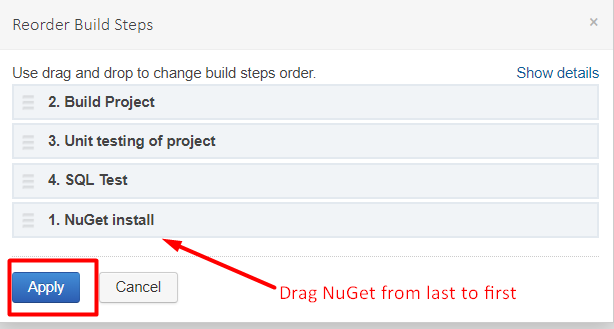 Reorder Build Steps ×
Use drag and drop to change build steps order. Show details
2. Build Project
3. Unit testing of project
4. SQL Test
1. NuGet install
Apply Cancel Drag NuGet from last to first